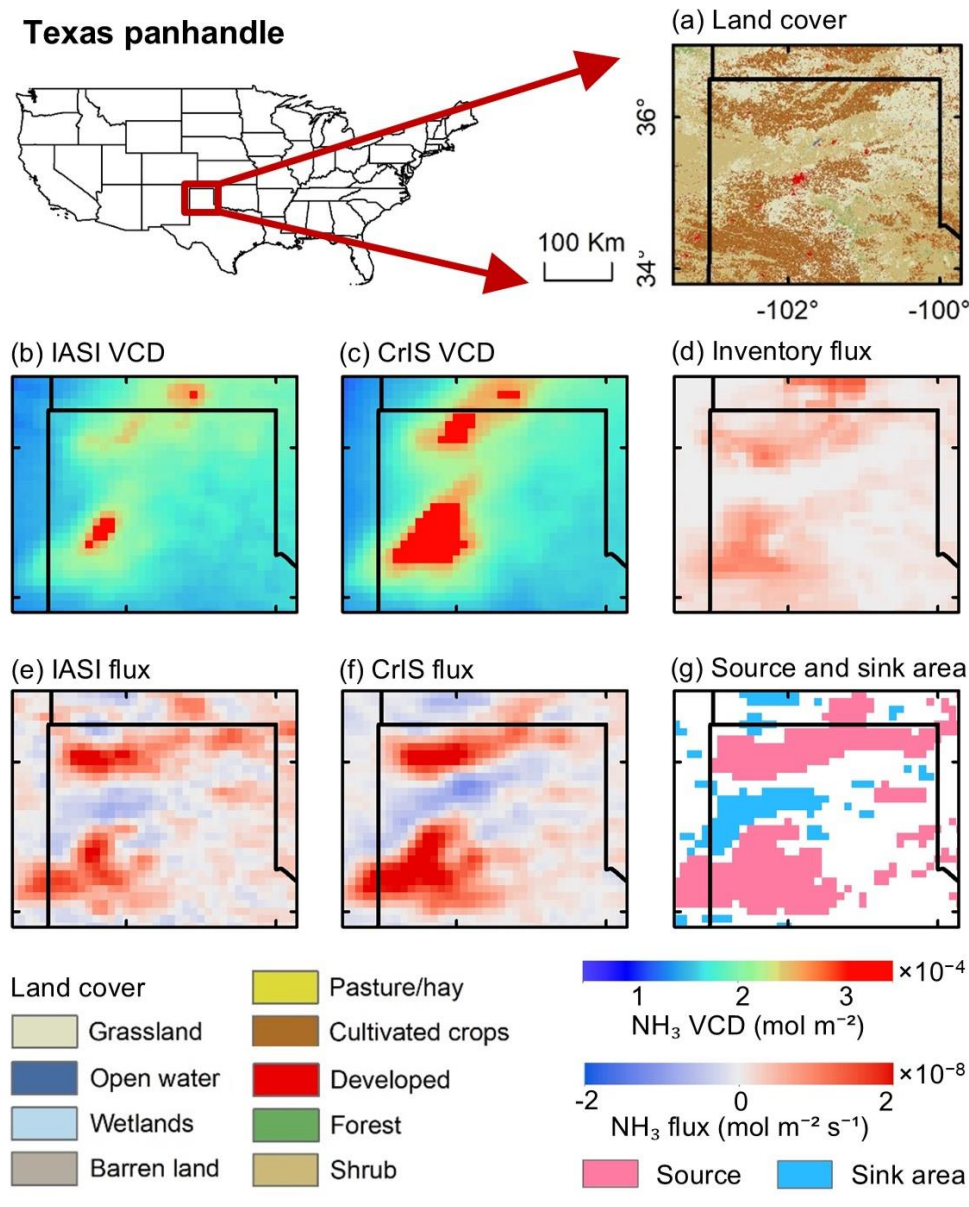 Texas panhandle
(a) Land cover
36°
34°
100 Km
-102°
-100°
(b) IASI VCD
(c) CrIS VCD
(d) Inventory flux
(e) IASI flux
(f) CrIS flux
(g) Source and sink area
Land cover
Grassland
Open water
Wetlands
Barren land
Pasture/hay
Cultivated crops
Developed
Forest
Shrub
×10⁻⁴
1 2 3
NH₃ VCD (mol m⁻²)
×10⁻⁸
-2 0 2
NH₃ flux (mol m⁻² s⁻¹)
Source
Sink area